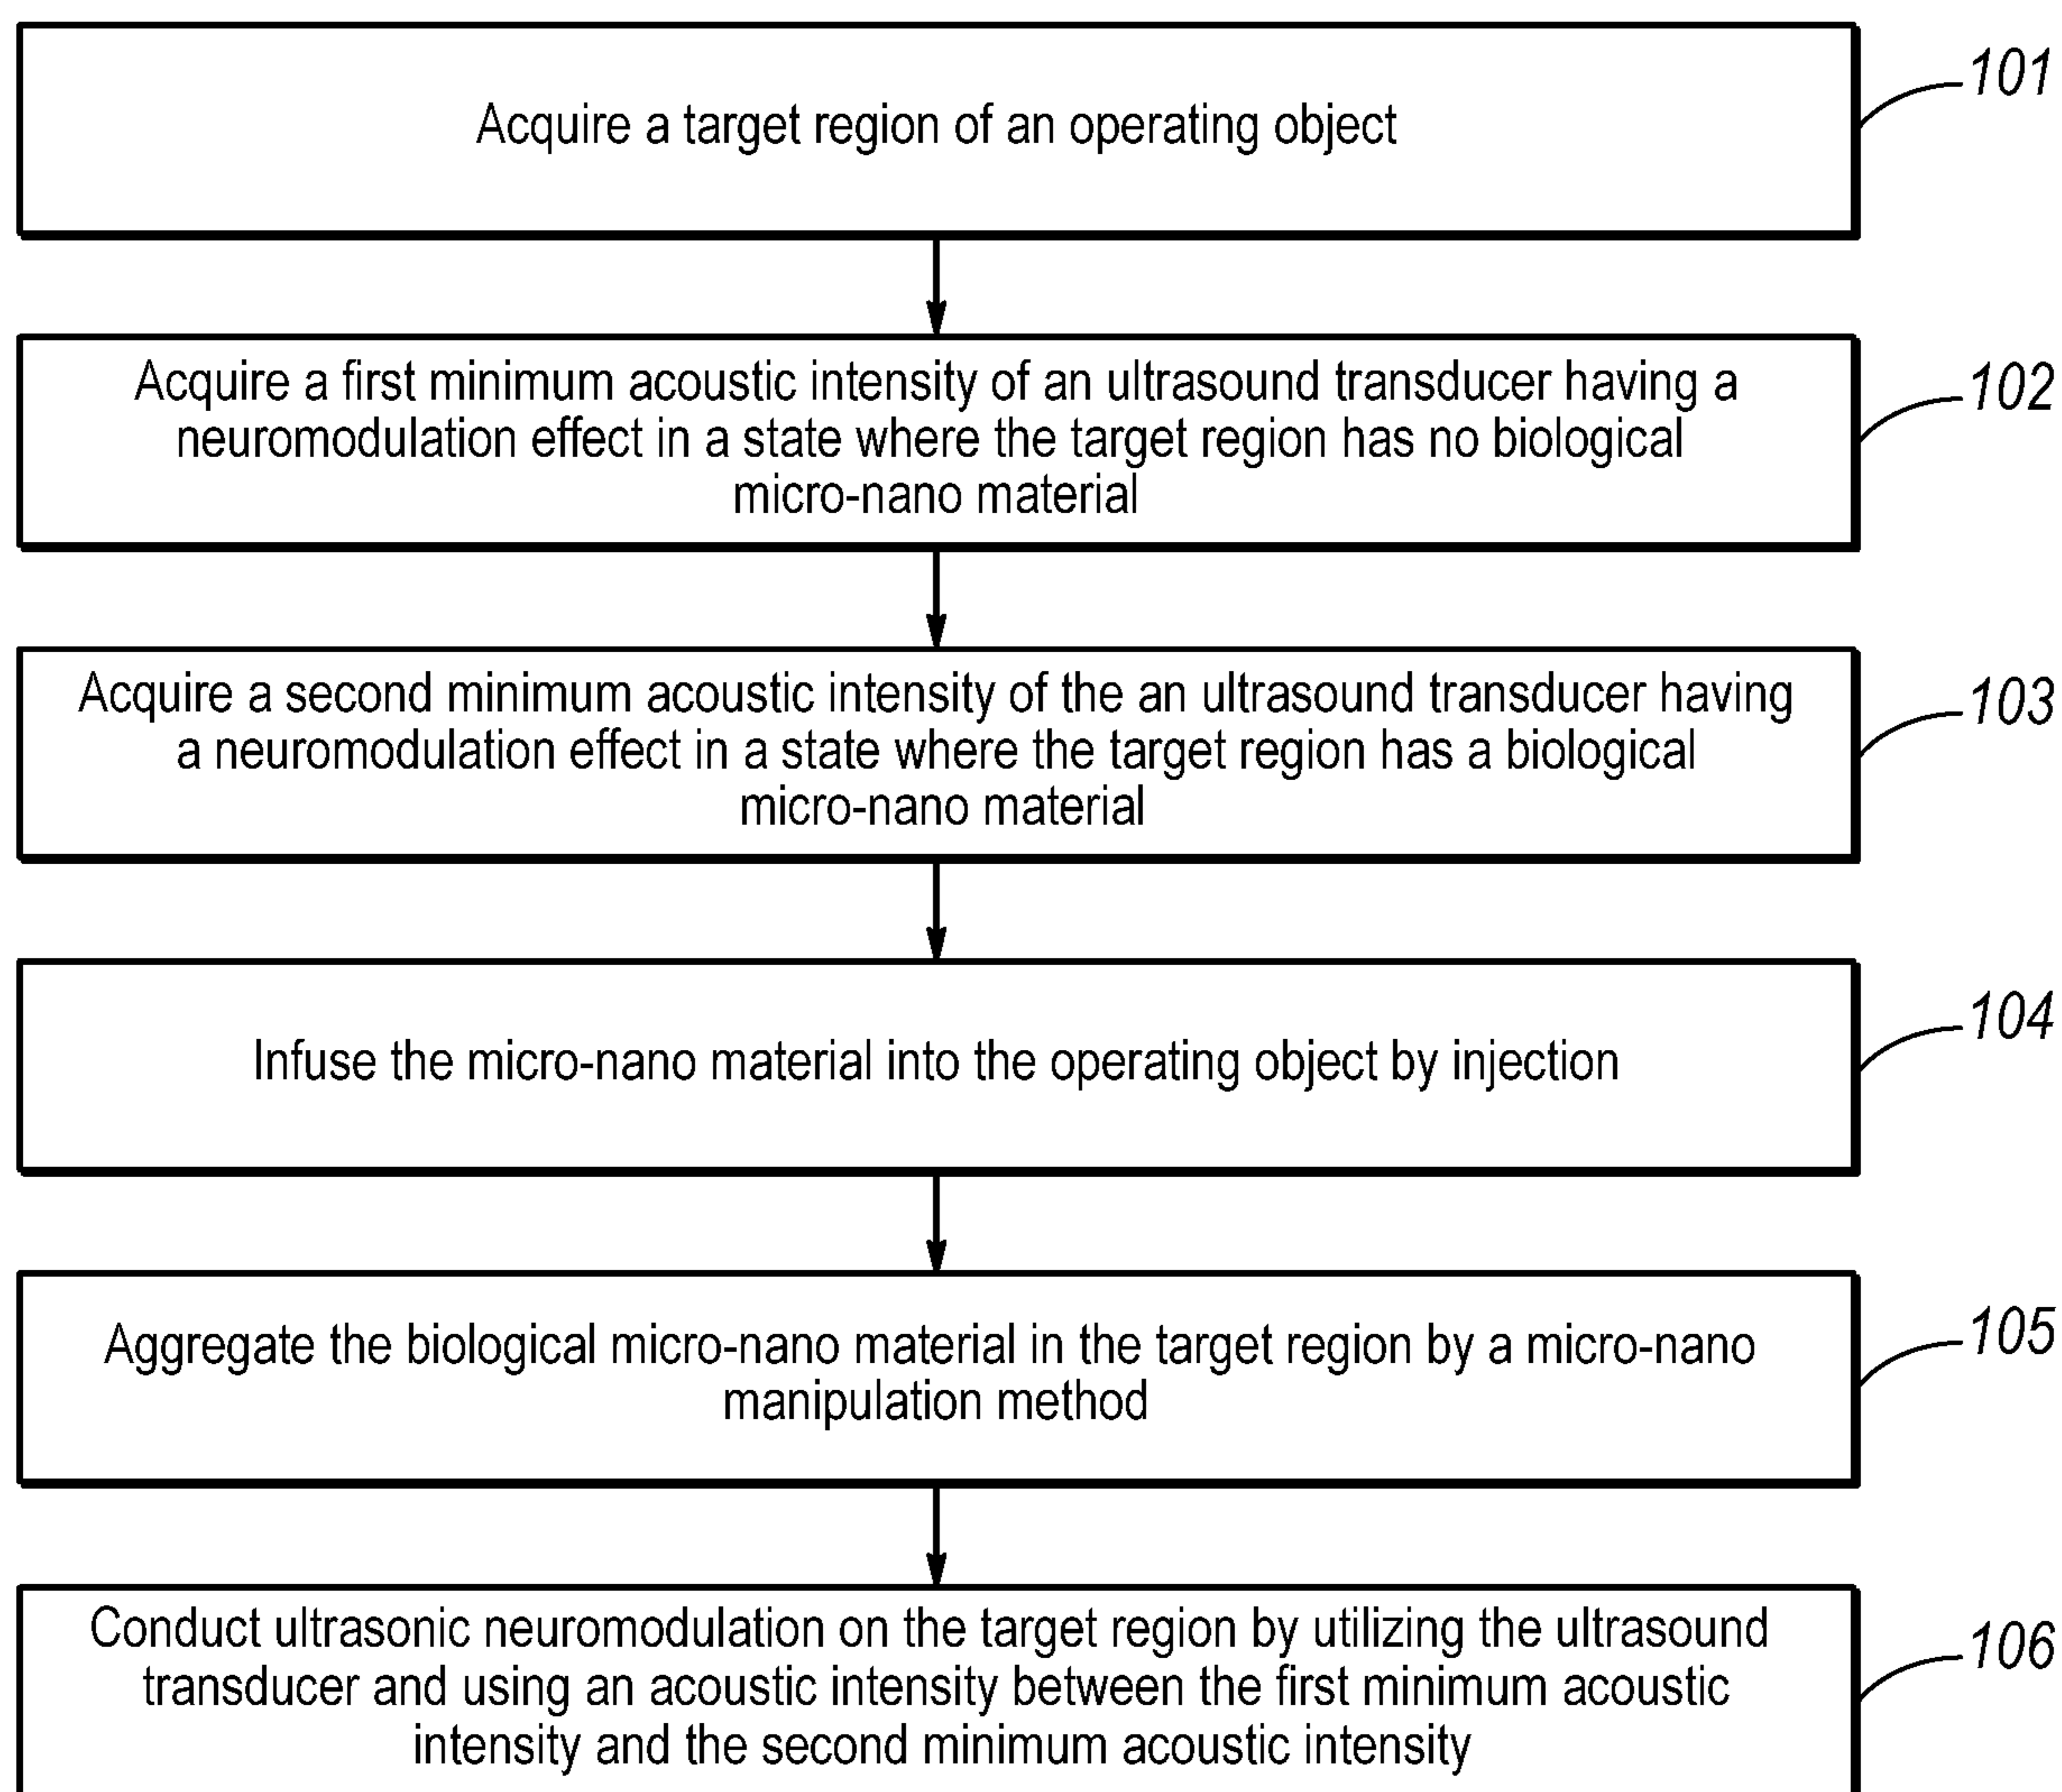 Acquire a target region of an operating object
101
Acquire a first minimum acoustic intensity of an ultrasound transducer having a
neuromodulation effect in a state where the target region has no biological
micro-nano material
102
Acquire a second minimum acoustic intensity of the an ultrasound transducer having
a neuromodulation effect in a state where the target region has a biological
micro-nano material
103
Infuse the micro-nano material into the operating object by injection
104
Aggregate the biological micro-nano material in the target region by a micro-nano
manipulation method
105
Conduct ultrasonic neuromodulation on the target region by utilizing the ultrasound
transducer and using an acoustic intensity between the first minimum acoustic
intensity and the second minimum acoustic intensity
106